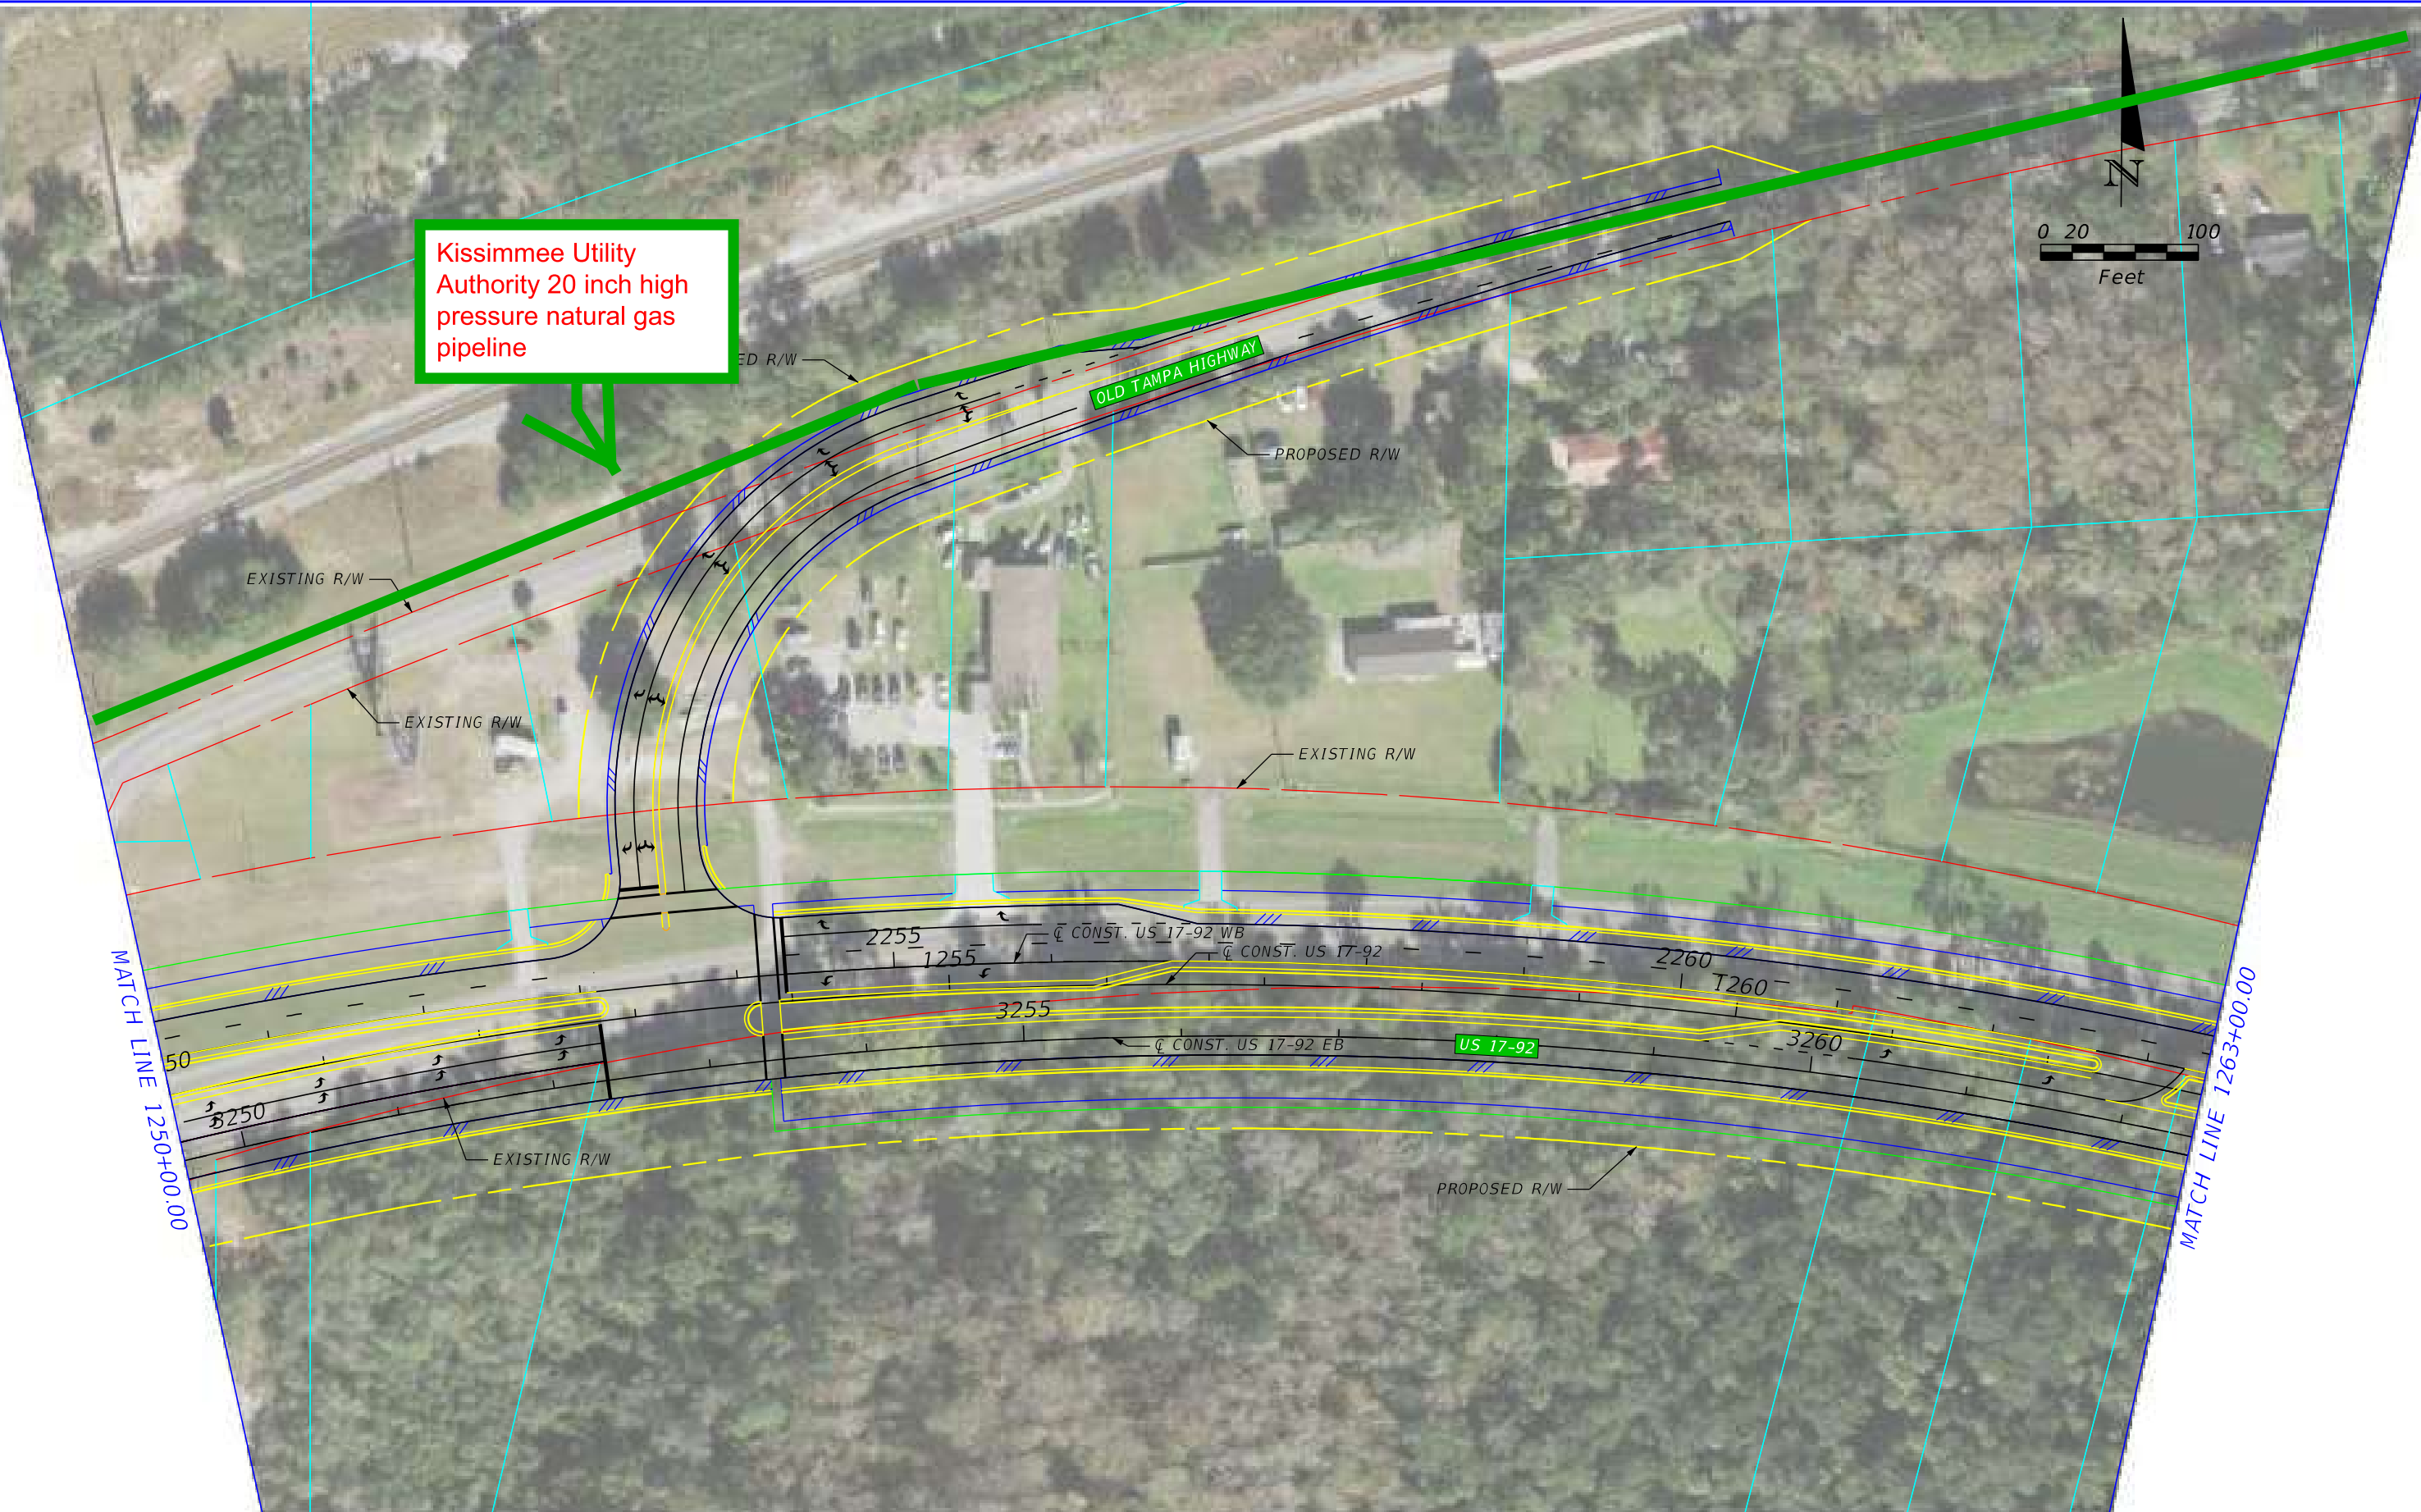 Kissimmee Utility
Authority 20 inch high
pressure natural gas
pipeline
ED R/W
N
0 20 100
Feet
OLD TAMPA HIGHWAY
PROPOSED R/W
EXISTING R/W
EXISTING R/W
EXISTING R/W
2255
℄ CONST. US 17-92 WB
1255
℄ CONST. US 17-92
2260
1260
3255
℄ CONST. US 17-92 EB
US 17-92
3260
50
3250
EXISTING R/W
PROPOSED R/W
MATCH LINE 1250+00.00
MATCH LINE 1263+00.00